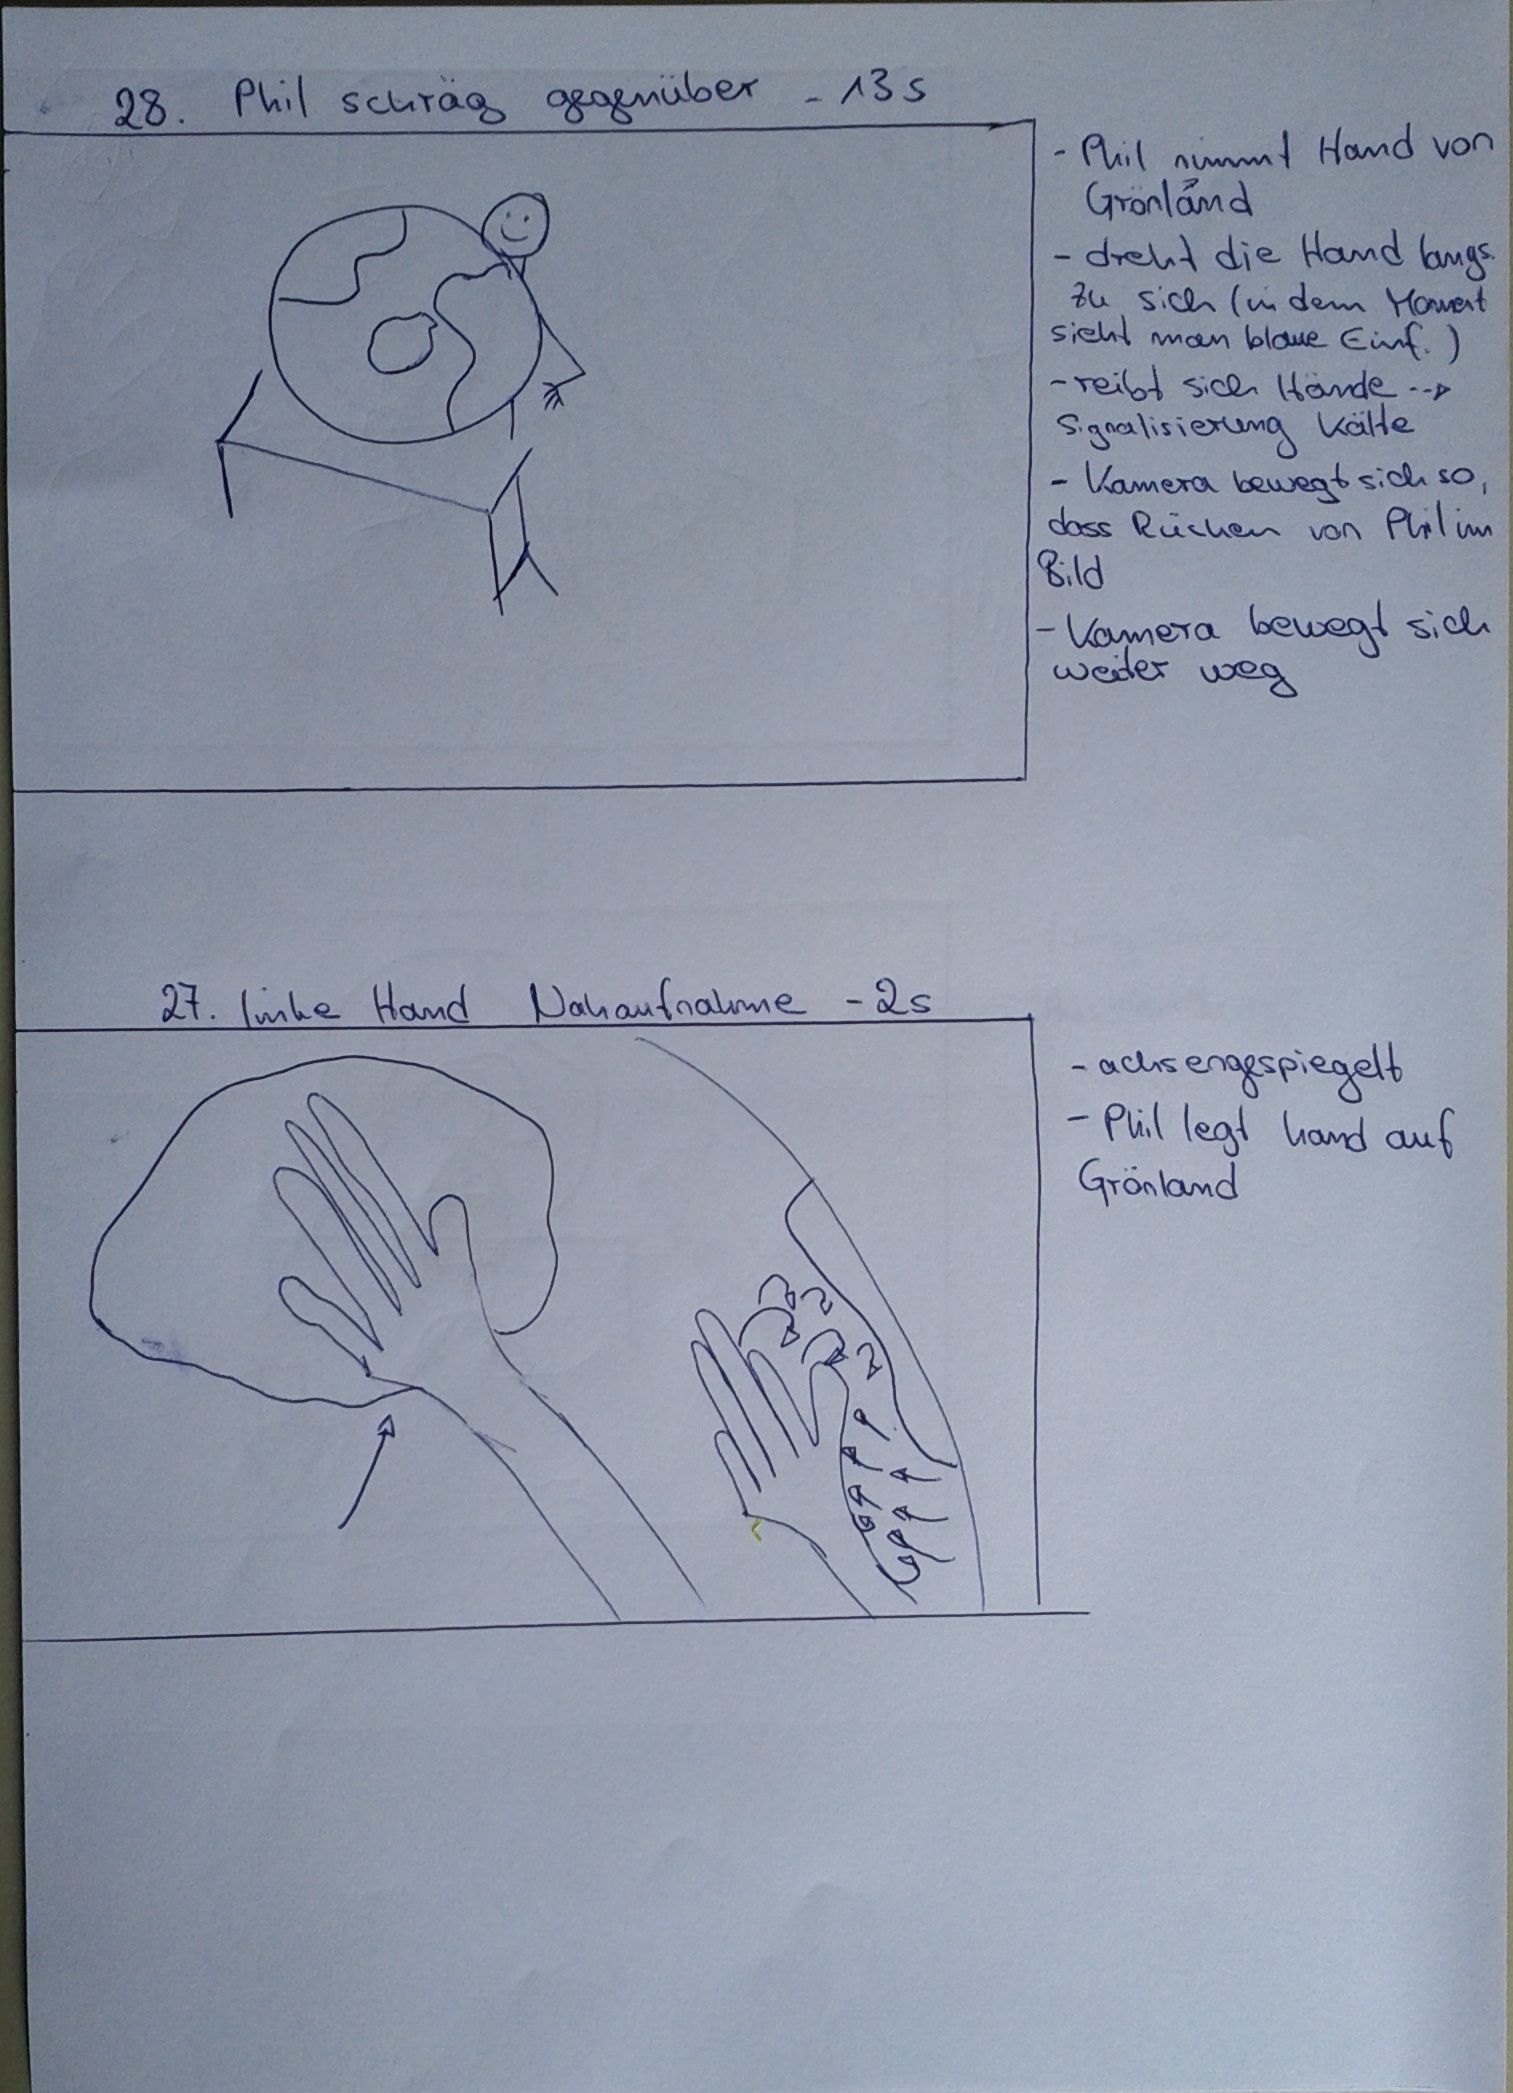 28. Phil schräg gegenüber - 13s
- Phil nimmt Hand von
Grönland
- dreht die Hand langs.
zu sich (in dem Moment
sieht man blaue Einf.)
- reibt sich Hände -->
Signalisierung Kälte
- Kamera bewegt sich so,
dass Rücken von Phil im
Bild
- Kamera bewegt sich
weiter weg
27. linke Hand Nahaufnahme - 2s
- achsengespiegelt
- Phil legt hand auf
Grönland